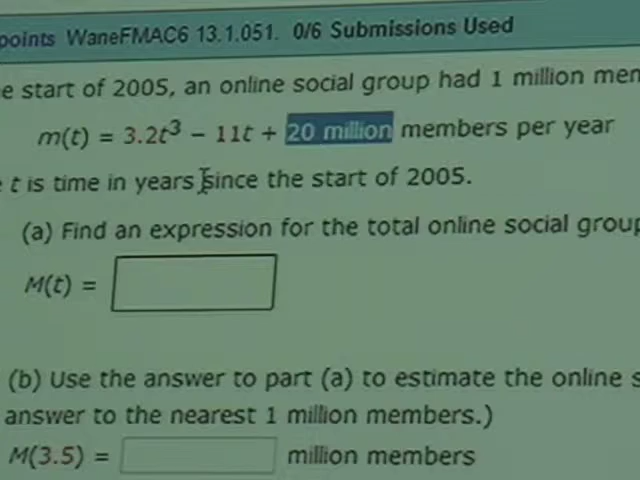 points WaneFMAC6 13.1.051. 0/6 Submissions Used
e start of 2005, an online social group had 1 million mem
m(t) = 3.2t³ − 11t + 20 million members per year
e t is time in years since the start of 2005.
(a) Find an expression for the total online social group
M(t) =
(b) Use the answer to part (a) to estimate the online s
answer to the nearest 1 million members.)
M(3.5) = million members